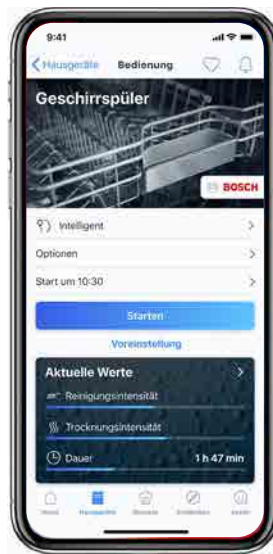 9:41
Hausgeräte Bedienung
Geschirrspüler
BOSCH
Intelligent
Optionen
Start um 10:30
Starten
Voreinstellung
Aktuelle Werte
Reinigungsintensität
Trocknungsintensität
Dauer 1 h 47 min
Hausgeräte